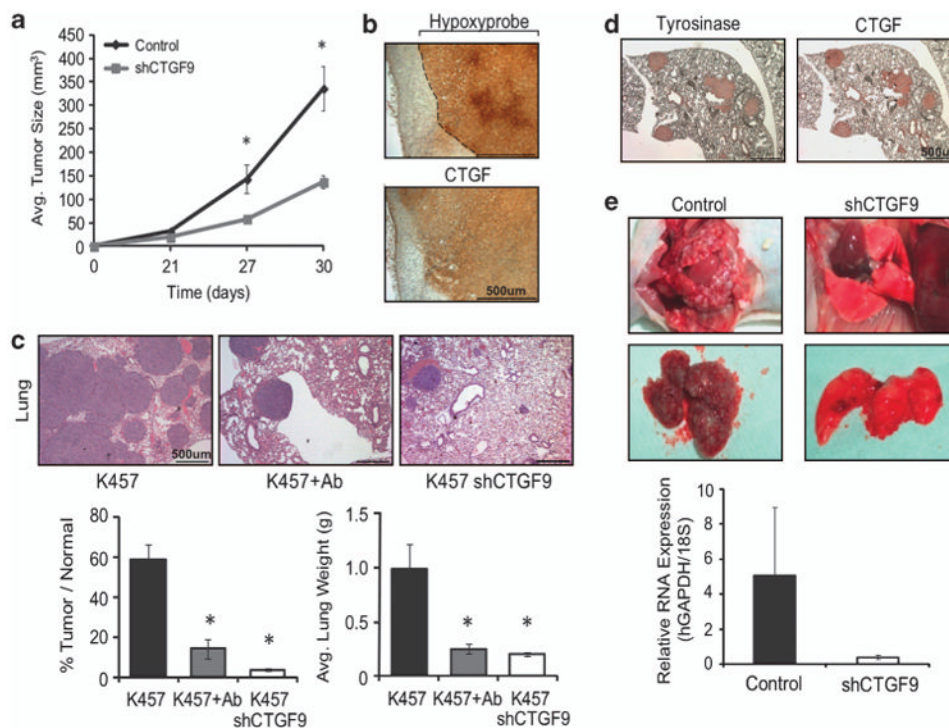 a
Avg. Tumor Size (mm³)
450
400
350
300
250
200
150
100
50
0
Control
shCTGF9
*
*
0 21 27 30
Time (days)
b
Hypoxyprobe
CTGF
500um
c
Lung
500um
K457 K457+Ab K457 shCTGF9
% Tumor / Normal
80
60
40
20
0
*
*
K457 K457+Ab K457
shCTGF9
Avg. Lung Weight (g)
1.5
1.0
0.5
0.0
*
*
K457 K457+Ab K457
shCTGF9
d
Tyrosinase CTGF
500um
e
Control shCTGF9
Relative RNA Expression
(hGAPDH/18S)
10
8
6
4
2
0
Control shCTGF9